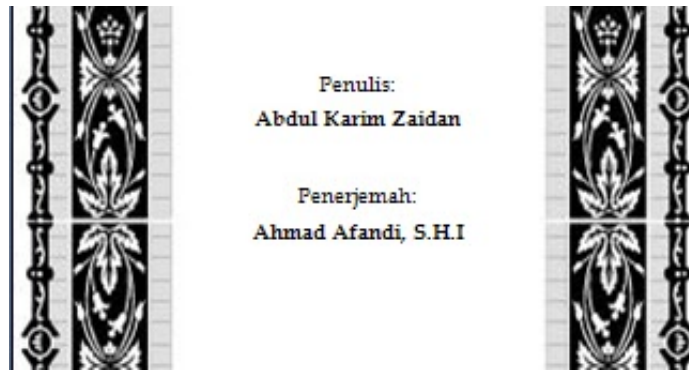 Penulis:
Abdul Karim Zaidan
Penerjemah:
Ahmad Afandi, S.H.I